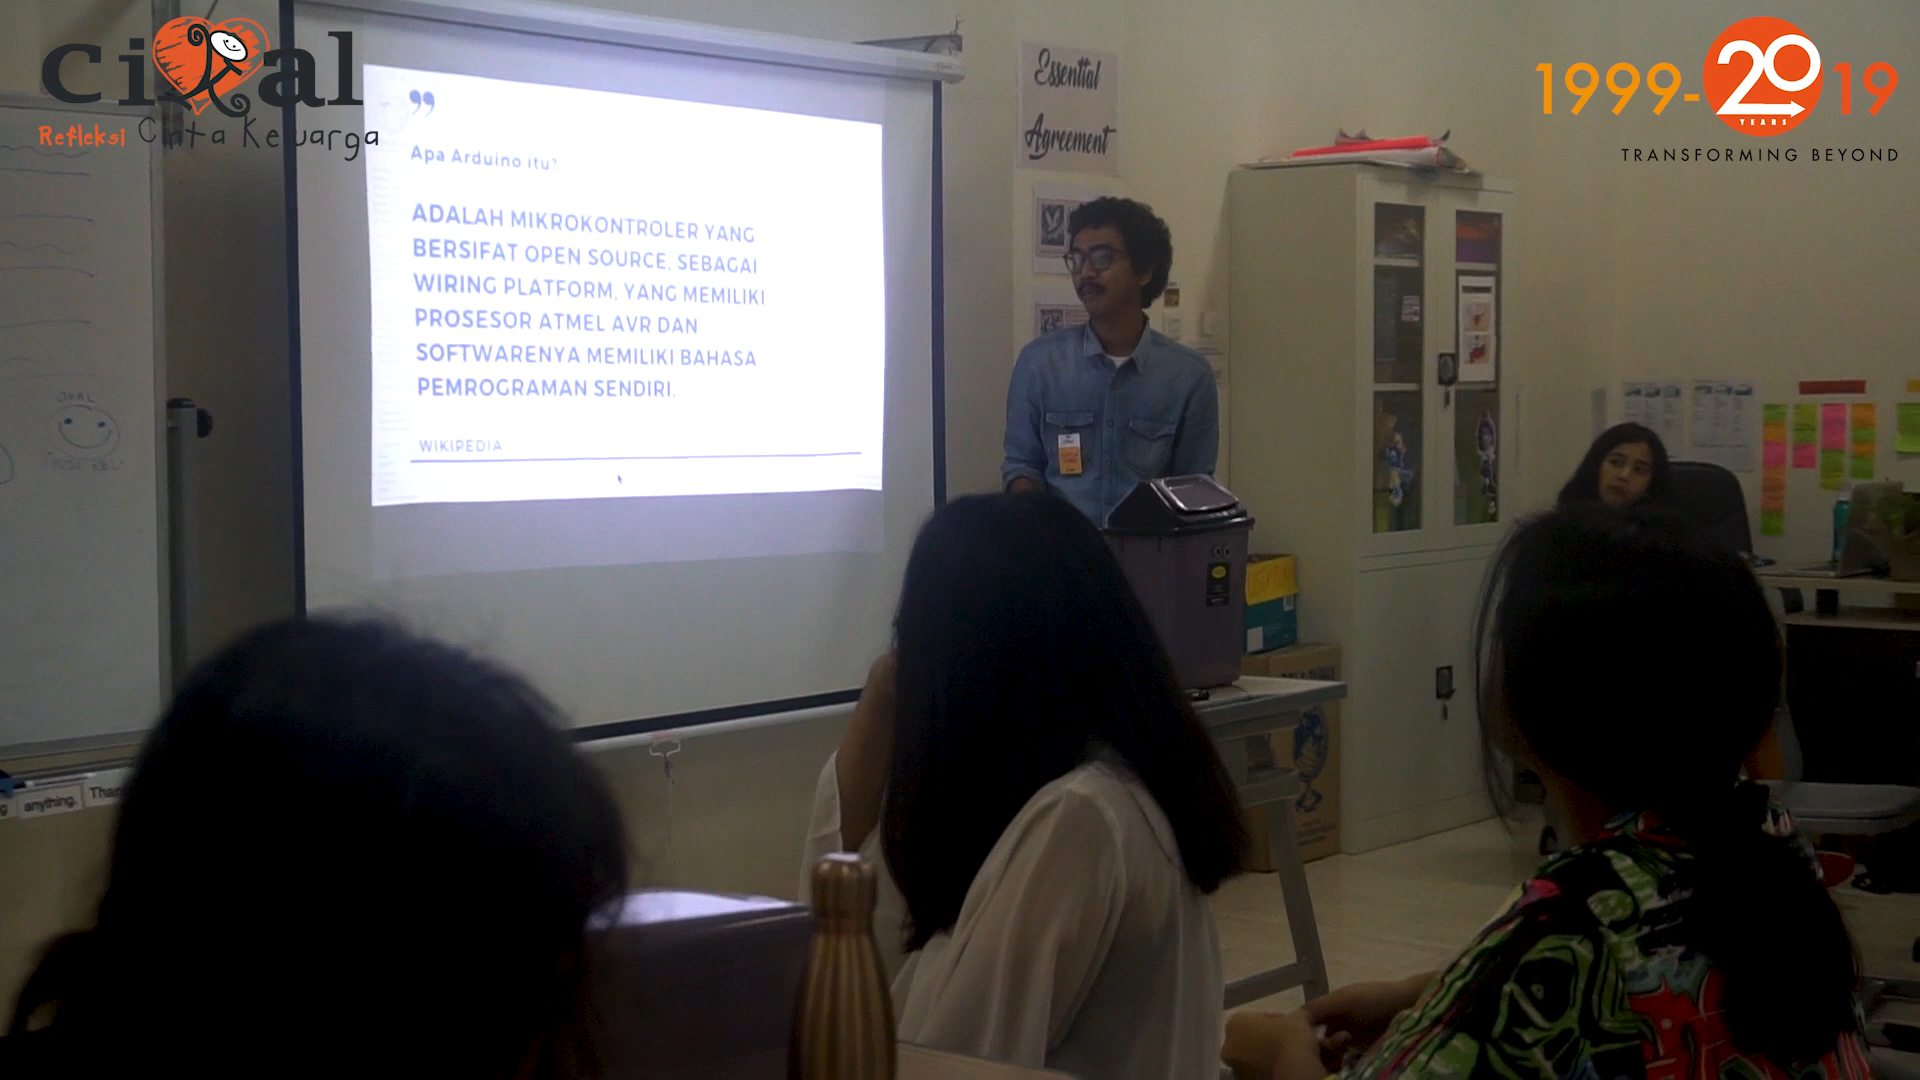 cikal
Refleksi Cinta Keluarga
1999-2019
20
YEARS
TRANSFORMING BEYOND
”
Apa Arduino itu?
ADALAH MIKROKONTROLER YANG
BERSIFAT OPEN SOURCE, SEBAGAI
WIRING PLATFORM, YANG MEMILIKI
PROSESOR ATMEL AVR DAN
SOFTWARENYA MEMILIKI BAHASA
PEMROGRAMAN SENDIRI.
WIKIPEDIA
Essential
Agreement
anything.